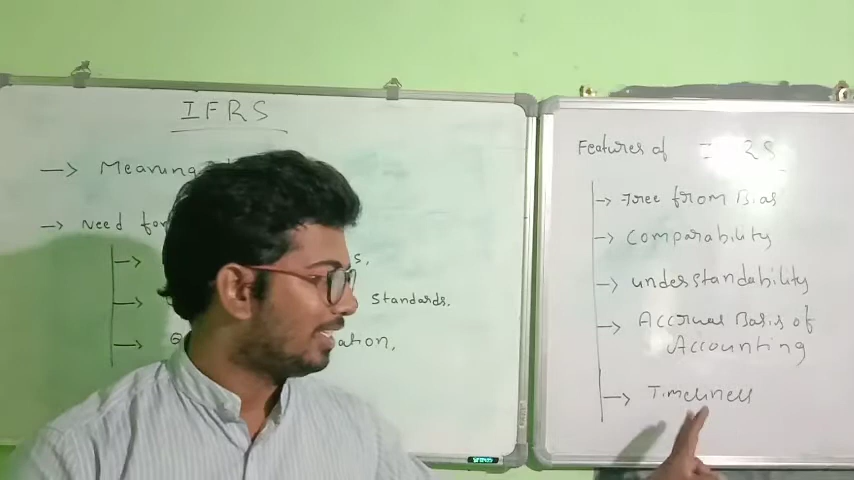 IFRS
→ Meaning
→ Need for
s,
Standards.
ation,
Features of
→ Free from Bias
→ Comparability
→ understandability
→ Accrual Basis of
Accounting
→ Timeliness